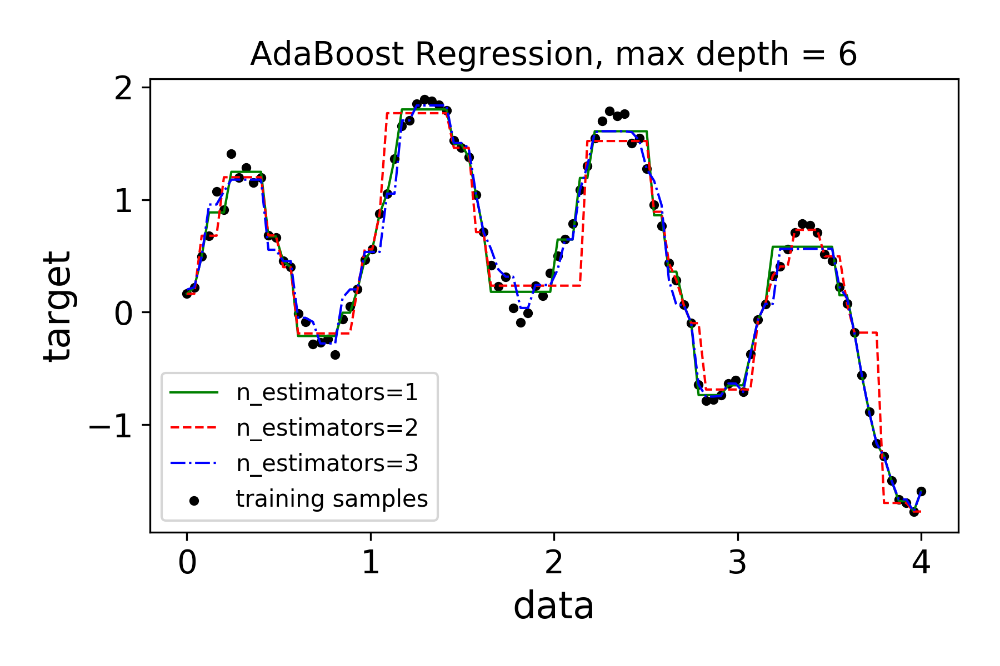 AdaBoost Regression, max depth = 6
2
1
0
−1
target
n_estimators=1
n_estimators=2
n_estimators=3
training samples
0 1 2 3 4
data